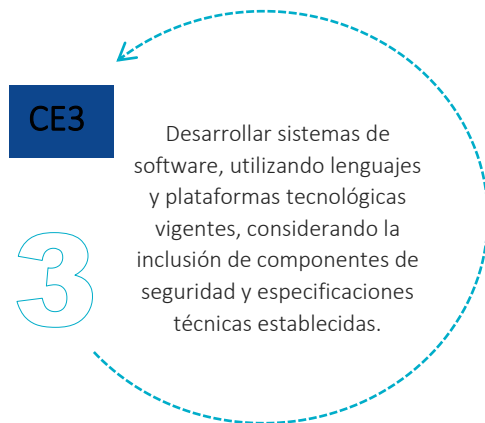 CE3
3
Desarrollar sistemas de
software, utilizando lenguajes
y plataformas tecnológicas
vigentes, considerando la
inclusión de componentes de
seguridad y especificaciones
técnicas establecidas.